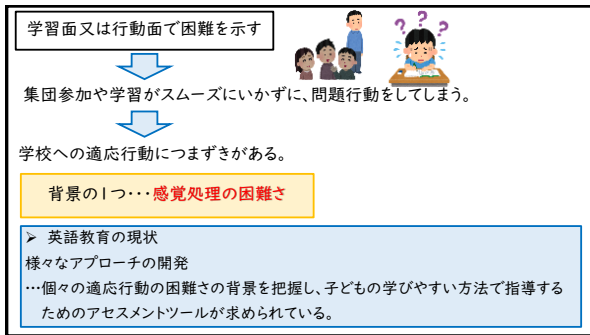 学習面又は行動面で困難を示す
? ? ?
集団参加や学習がスムーズにいかずに、問題行動をしてしまう。
学校への適応行動につまずきがある。
背景の1つ・・・感覚処理の困難さ
➢ 英語教育の現状
様々なアプローチの開発
…個々の適応行動の困難さの背景を把握し、子どもの学びやすい方法で指導する
ためのアセスメントツールが求められている。